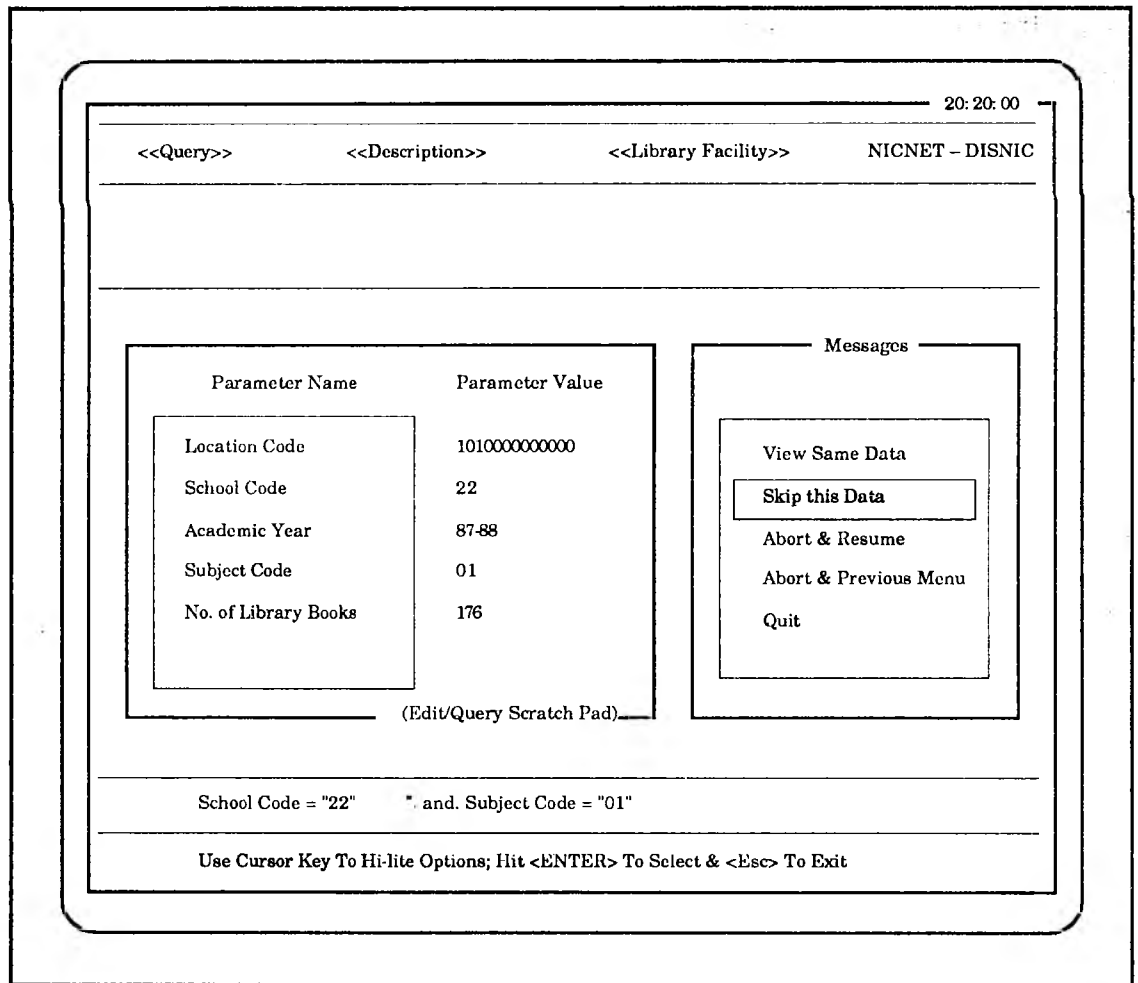 20:20:00
<<Query>> <<Description>> <<Library Facility>> NICNET – DISNIC
Parameter Name Parameter Value
Location Code 1010000000000
School Code 22
Academic Year 87-88
Subject Code 01
No. of Library Books 176
(Edit/Query Scratch Pad)
Messages
View Same Data
Skip this Data
Abort & Resume
Abort & Previous Menu
Quit
School Code = "22" ". and. Subject Code = "01"
Use Cursor Key To Hi-lite Options; Hit <ENTER> To Select & <Esc> To Exit